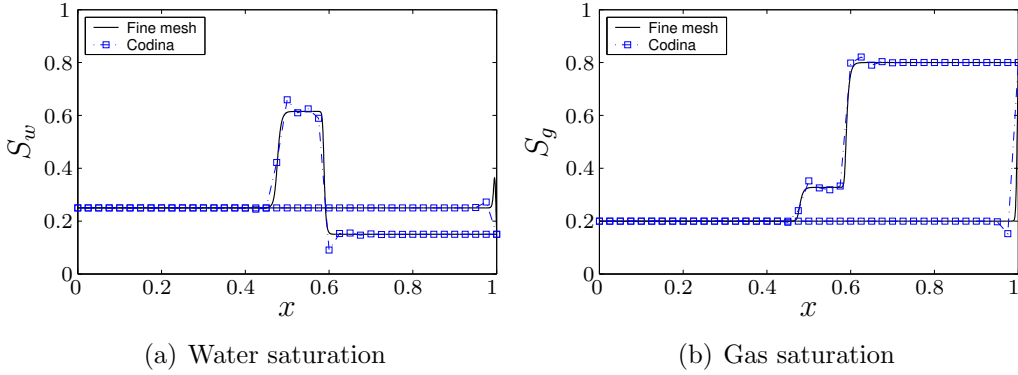 Fine mesh
Codina
1
0.8
0.6
0.4
0.2
0
S_w
0 0.2 0.4 0.6 0.8 1
x
(a) Water saturation
Fine mesh
Codina
1
0.8
0.6
0.4
0.2
0
S_g
0 0.2 0.4 0.6 0.8 1
x
(b) Gas saturation